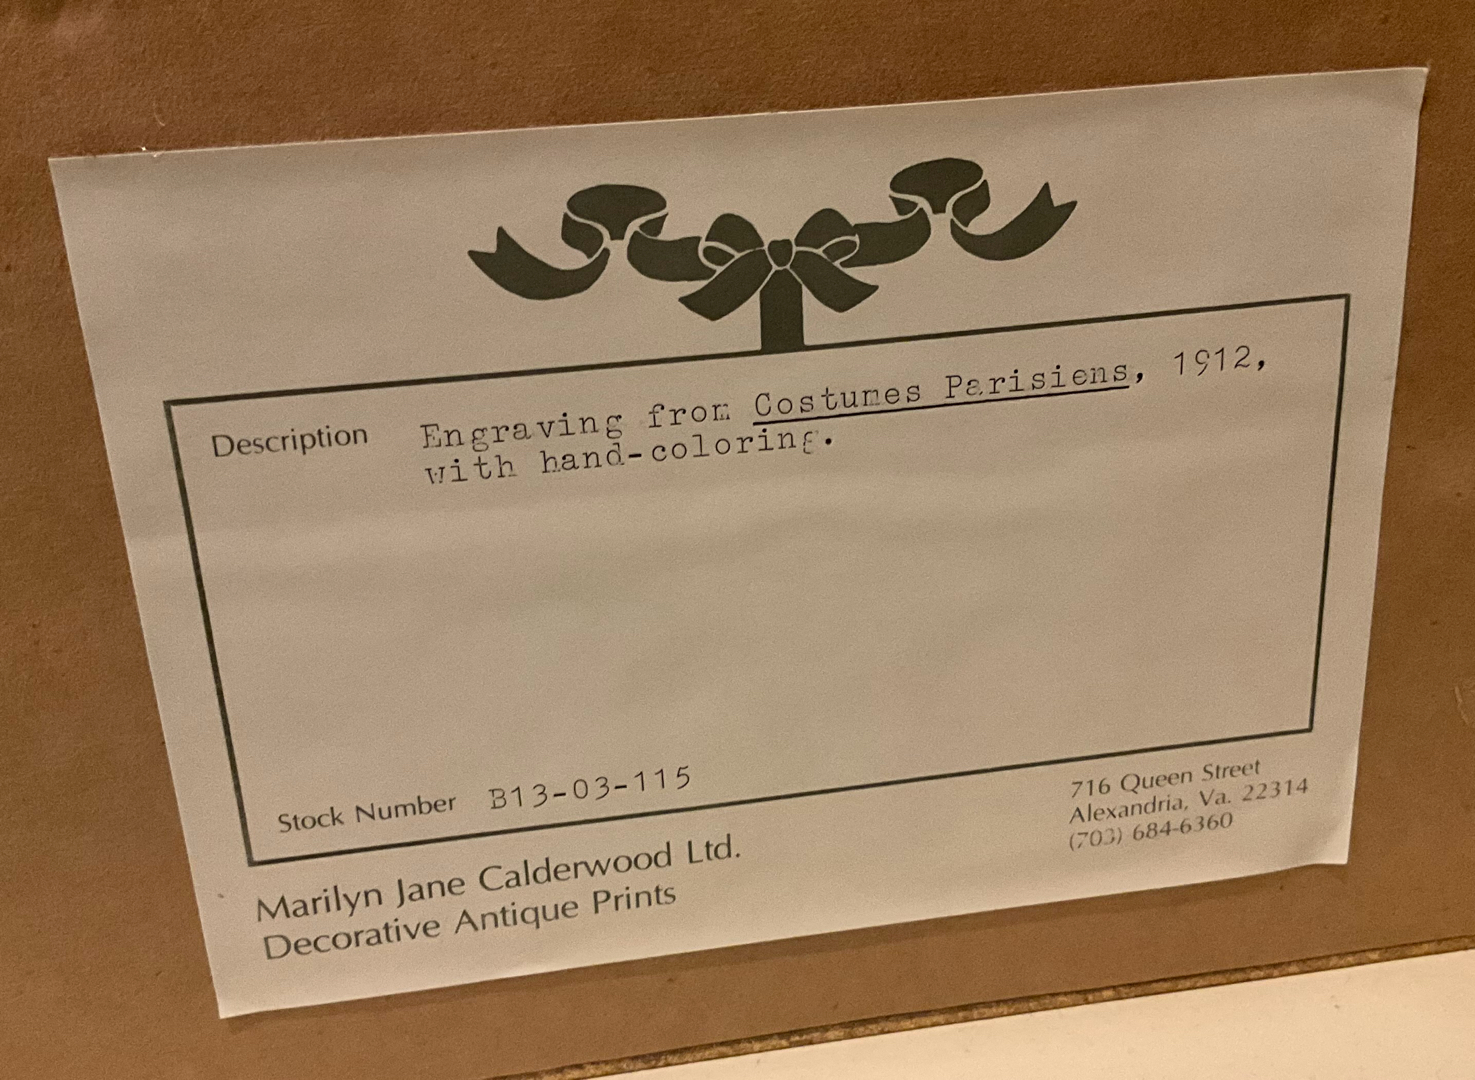 Description Engraving from Costumes Parisiens, 1912,
with hand-coloring.
Stock Number B13-03-115
Marilyn Jane Calderwood Ltd.
Decorative Antique Prints
716 Queen Street
Alexandria, Va. 22314
(703) 684-6360